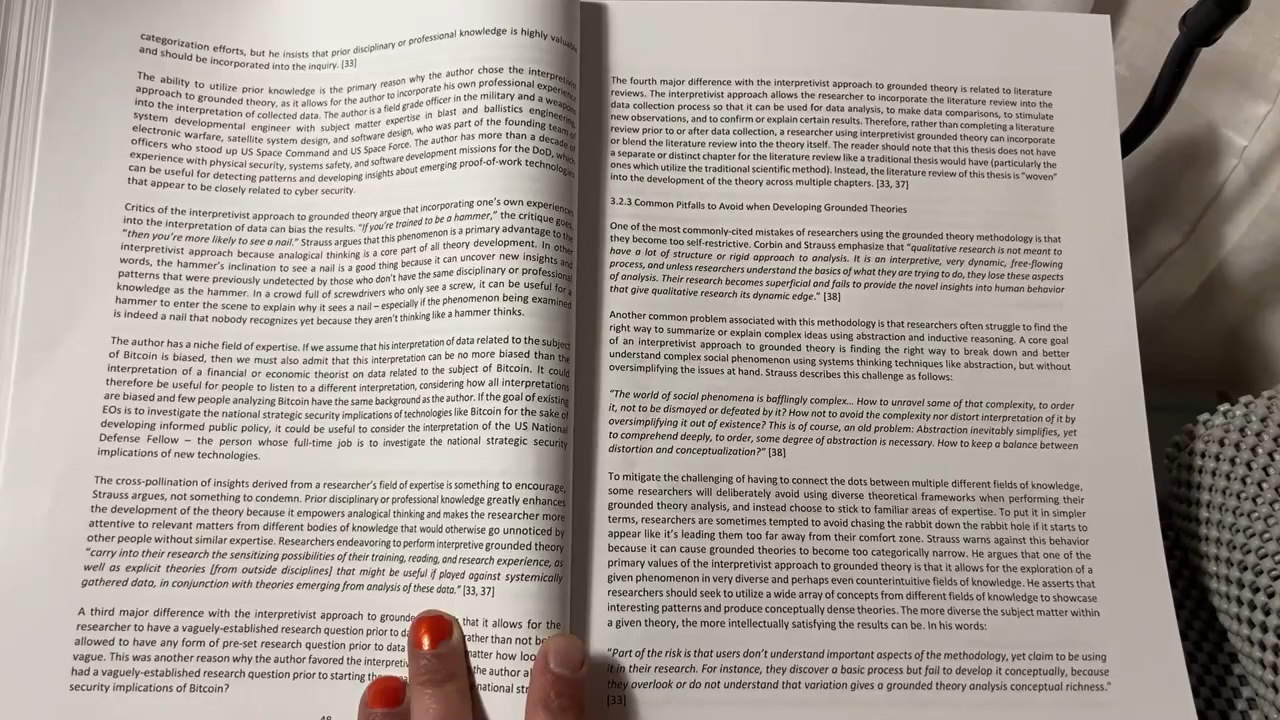 categorization efforts, but he insists that prior disciplinary or professional knowledge is highly valuable
and should be incorporated into the inquiry. [33]
The ability to utilize prior knowledge is the primary reason why the author chose the interpretivist
approach to grounded theory, as it allows for the author to incorporate his own professional experience
into the interpretation of collected data. The author is a field grade officer in the military and a weapon
system developmental engineer with subject matter expertise in blast and ballistics engineering,
electronic warfare, satellite system design, and software design, who was part of the founding team of
officers who stood up US Space Command and US Space Force. The author has more than a decade of
experience with physical security, systems safety, and software development missions for the DoD, which
can be useful for detecting patterns and developing insights about emerging proof-of-work technologies
that appear to be closely related to cyber security.
Critics of the interpretivist approach to grounded theory argue that incorporating one's own experiences
into the interpretation of data can bias the results. "If you're trained to be a hammer," the critique goes,
"then you're more likely to see a nail." Strauss argues that this phenomenon is a primary advantage to the
interpretivist approach because analogical thinking is a core part of all theory development. In other
words, the hammer's inclination to see a nail is a good thing because it can uncover new insights and
patterns that were previously undetected by those who don't have the same disciplinary or professional
knowledge as the hammer. In a crowd full of screwdrivers who only see a screw, it can be useful for a
hammer to enter the scene to explain why it sees a nail – especially if the phenomenon being examined
is indeed a nail that nobody recognizes yet because they aren't thinking like a hammer thinks.
The author has a niche field of expertise. If we assume that his interpretation of data related to the subject
of Bitcoin is biased, then we must also admit that this interpretation can be no more biased than the
interpretation of a financial or economic theorist on data related to the subject of Bitcoin. It could
therefore be useful for people to listen to a different interpretation, considering how all interpretations
are biased and few people analyzing Bitcoin have the same background as the author. If the goal of existing
EOs is to investigate the national strategic security implications of technologies like Bitcoin for the sake of
developing informed public policy, it could be useful to consider the interpretation of the US National
Defense Fellow – the person whose full-time job is to investigate the national strategic security
implications of new technologies.
The cross-pollination of insights derived from a researcher's field of expertise is something to encourage,
Strauss argues, not something to condemn. Prior disciplinary or professional knowledge greatly enhances
the development of the theory because it empowers analogical thinking and makes the researcher more
attentive to relevant matters from different bodies of knowledge that would otherwise go unnoticed by
other people without similar expertise. Researchers endeavoring to perform interpretive grounded theory
"carry into their research the sensitizing possibilities of their training, reading, and research experience, as
well as explicit theories [from outside disciplines] that might be useful if played against systematically
gathered data, in conjunction with theories emerging from analysis of these data." [33, 37]
A third major difference with the interpretivist approach to grounded that it allows for the
researcher to have a vaguely-established research question prior to rather than not
allowed to have any form of pre-set research question prior to data matter how
vague. This was another reason why the author favored the the author
had a vaguely-established research question prior to starting national
security implications of Bitcoin?
The fourth major difference with the interpretivist approach to grounded theory is related to literature
reviews. The interpretivist approach allows the researcher to incorporate the literature review into the
data collection process so that it can be used for data analysis, to make data comparisons, to stimulate
new observations, and to confirm or explain certain results. Therefore, rather than completing a literature
review prior to or after data collection, a researcher using interpretivist grounded theory can incorporate
or blend the literature review into the theory itself. The reader should note that this thesis does not have
a separate or distinct chapter for the literature review like a traditional thesis would have (particularly the
ones which utilize the traditional scientific method). Instead, the literature review of this thesis is "woven"
into the development of the theory across multiple chapters. [33, 37]
3.2.3 Common Pitfalls to Avoid when Developing Grounded Theories
One of the most commonly-cited mistakes of researchers using the grounded theory methodology is that
they become too self-restrictive. Corbin and Strauss emphasize that "qualitative research is not meant to
have a lot of structure or rigid approach to analysis. It is an interpretive, very dynamic, free-flowing
process, and unless researchers understand the basics of what they are trying to do, they lose these aspects
of analysis. Their research becomes superficial and fails to provide the novel insights into human behavior
that give qualitative research its dynamic edge." [38]
Another common problem associated with this methodology is that researchers often struggle to find the
right way to summarize or explain complex ideas using abstraction and inductive reasoning. A core goal
of an interpretivist approach to grounded theory is finding the right way to break down and better
understand complex social phenomenon using systems thinking techniques like abstraction, but without
oversimplifying the issues at hand. Strauss describes this challenge as follows:
"The world of social phenomena is bafflingly complex... How to unravel some of that complexity, to order
it, not to be dismayed or defeated by it? How not to avoid the complexity nor distort interpretation of it by
oversimplifying it out of existence? This is of course, an old problem: Abstraction inevitably simplifies, yet
to comprehend deeply, to order, some degree of abstraction is necessary. How to keep a balance between
distortion and conceptualization?" [38]
To mitigate the challenging of having to connect the dots between multiple different fields of knowledge,
some researchers will deliberately avoid using diverse theoretical frameworks when performing their
grounded theory analysis, and instead choose to stick to familiar areas of expertise. To put it in simpler
terms, researchers are sometimes tempted to avoid chasing the rabbit down the rabbit hole if it starts to
appear like it's leading them too far away from their comfort zone. Strauss warns against this behavior
because it can cause grounded theories to become too categorically narrow. He argues that one of the
primary values of the interpretivist approach to grounded theory is that it allows for the exploration of a
given phenomenon in very diverse and perhaps even counterintuitive fields of knowledge. He asserts that
researchers should seek to utilize a wide array of concepts from different fields of knowledge to showcase
interesting patterns and produce conceptually dense theories. The more diverse the subject matter within
a given theory, the more intellectually satisfying the results can be. In his words:
"Part of the risk is that users don't understand important aspects of the methodology, yet claim to be using
it in their research. For instance, they discover a basic process but fail to develop it conceptually, because
they overlook or do not understand that variation gives a grounded theory analysis conceptual richness."
[33]